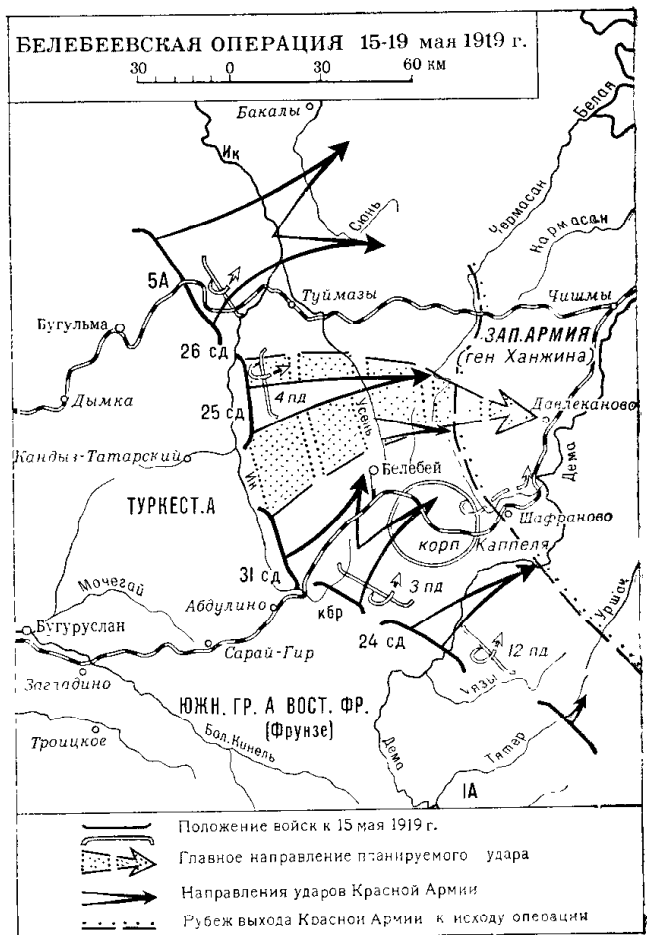 БЕЛЕБЕЕВСКАЯ ОПЕРАЦИЯ 15-19 мая 1919 г.
30 0 30 60 км
Бакалы
Белая
Ик
Сюнь
Чермасан
Кармасан
5А
Туймазы
Чишмы
Бугульма
ЗАП. АРМИЯ
(ген Ханжина)
26 сд
4 пд
Дымка
25 сд
Усень
Давлеканово
Кандыз-Татарский
Ик
Белебей
Дема
ТУРКЕСТ.А
Шафраново
корп Каппеля
31 сд
Мочегай
3 пд
Абдулино
кбр
Уршак
Бугуруслан
24 сд
12 пд
Сарай-Гир
Заглядино
Уязы
ЮЖН. ГР. А ВОСТ. ФР.
(Фрунзе)
Троицкое
Бол. Кинель
Дема
Тятер
1А
Положение войск к 15 мая 1919 г.
Главное направление планируемого удара
Направления ударов Красной Армии
Рубеж выхода Красной Армии к исходу операции